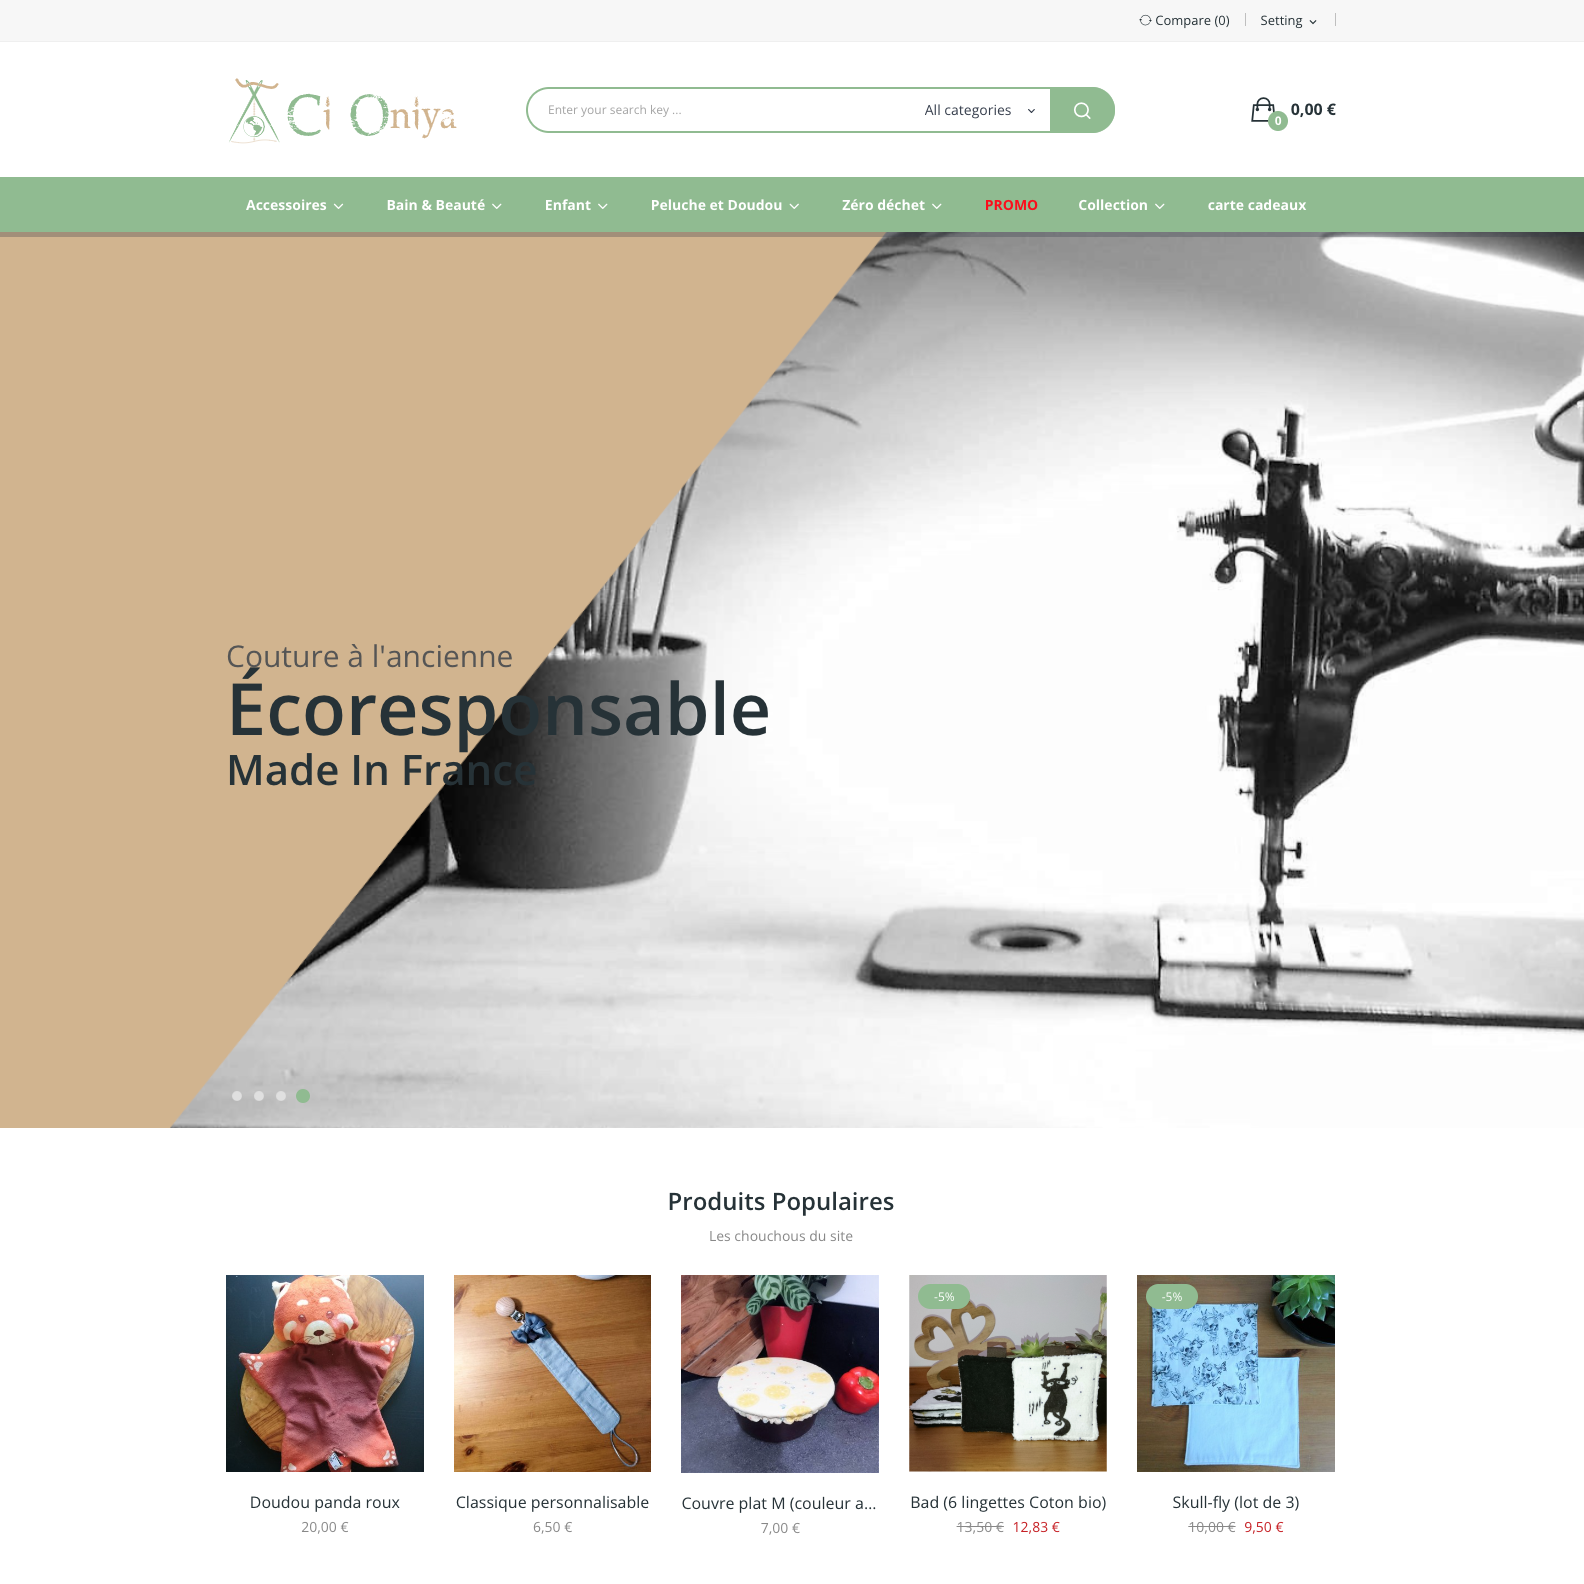 Compare (0)
Setting
Ci Oniya
Enter your search key ...
All categories
0
0,00 €
Accessoires
Bain & Beauté
Enfant
Peluche et Doudou
Zéro déchet
PROMO
Collection
carte cadeaux
Couture à l'ancienne
Écoresponsable
Made In France
Produits Populaires
Les chouchous du site
-5%
-5%
Doudou panda roux
Classique personnalisable
Couvre plat M (couleur a...
Bad (6 lingettes Coton bio)
Skull-fly (lot de 3)
20,00 €
6,50 €
7,00 €
13,50 € 12,83 €
10,00 € 9,50 €